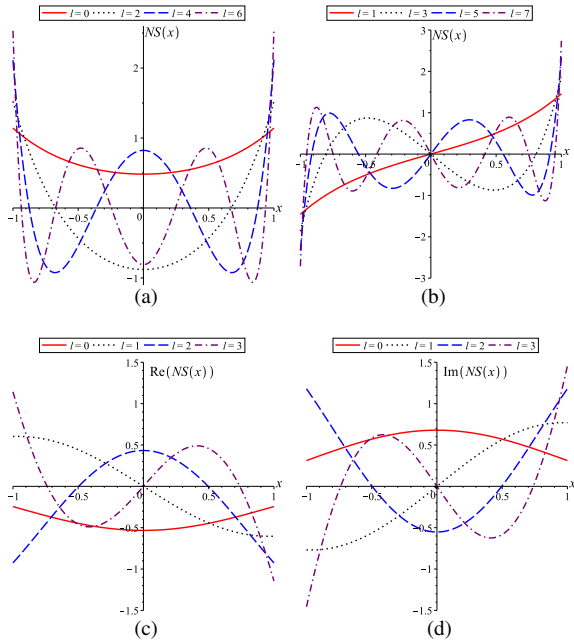 l=0 l=2 l=4 l=6
NS(x)
2
1
x
-1 -0.5 0 0.5 1
-1
(a)
l=1 l=3 l=5 l=7
NS(x)
3
2
1
x
-1 -0.5 0.5 1
-1
-2
-3
(b)
l=0 l=1 l=2 l=3
1.5
Re(NS(x))
1
0.5
x
-1 -0.5 0 0.5 1
-0.5
-1
-1.5
(c)
l=0 l=1 l=2 l=3
1.5
Im(NS(x))
1
0.5
x
-1 -0.5 0 0.5 1
-0.5
-1
-1.5
(d)